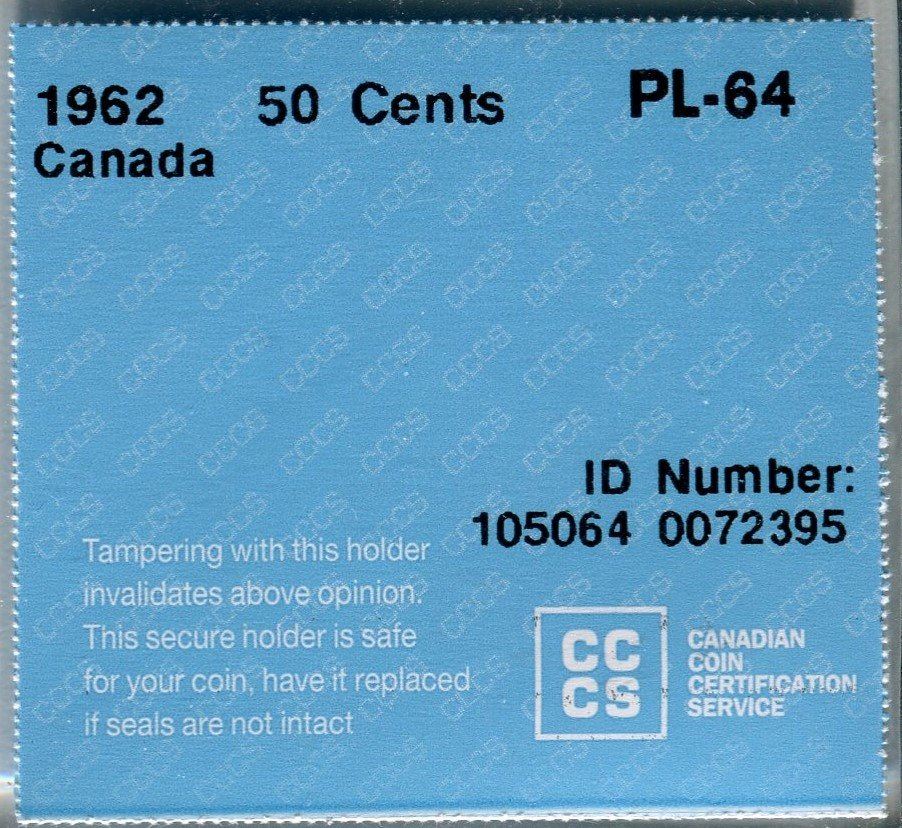 1962 50 Cents PL-64
Canada
ID Number:
105064 0072395
Tampering with this holder
invalidates above opinion.
This secure holder is safe
for your coin, have it replaced
if seals are not intact
CC
CS
CANADIAN
COIN
CERTIFICATION
SERVICE